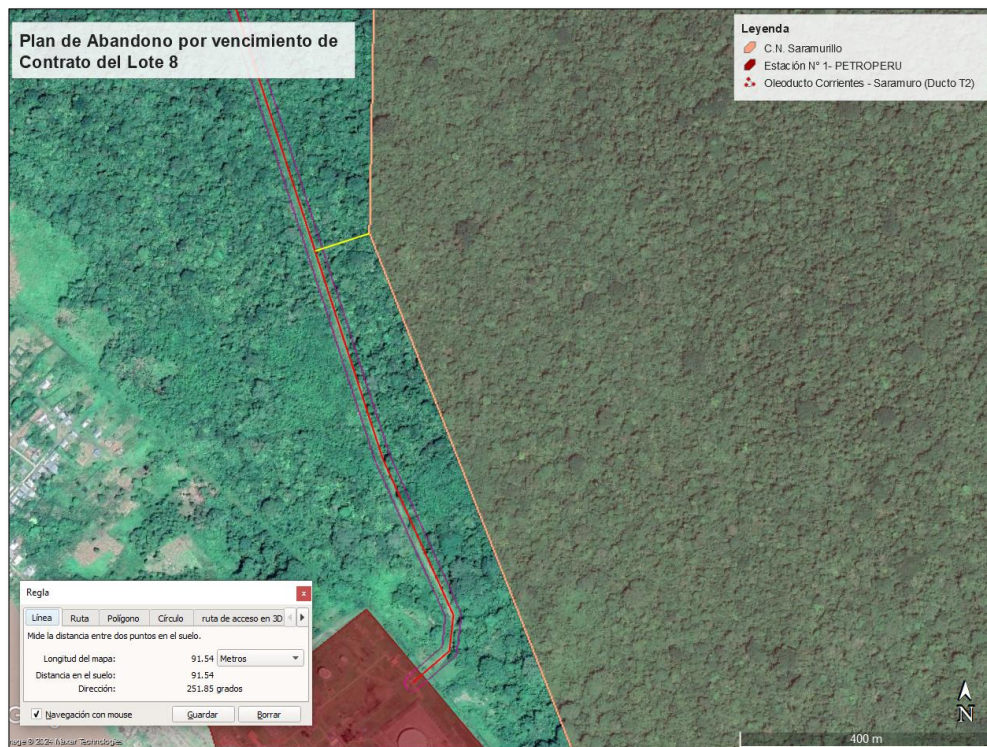 Plan de Abandono por vencimiento de
Contrato del Lote 8
Leyenda
C.N. Saramurillo
Estación N° 1- PETROPERU
Oleoducto Corrientes - Saramuro (Ducto T2)
Regla
Línea Ruta Polígono Círculo ruta de acceso en 3D
Mide la distancia entre dos puntos en el suelo.
Longitud del mapa: 91.54 Metros
Distancia en el suelo: 91.54
Dirección: 251.85 grados
Navegación con mouse Guardar Borrar
© 2024 Maxar Technologies
400 m
N